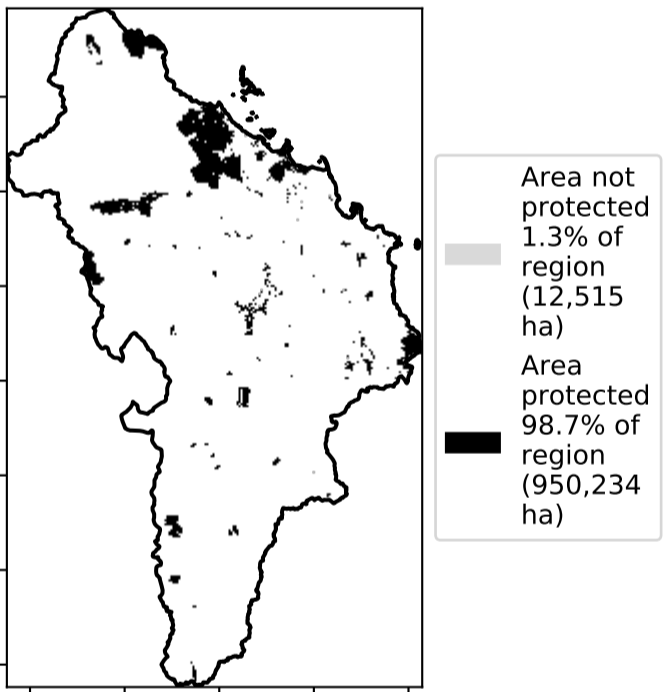 Area not
protected
1.3% of
region
(12,515
ha)
Area
protected
98.7% of
region
(950,234
ha)